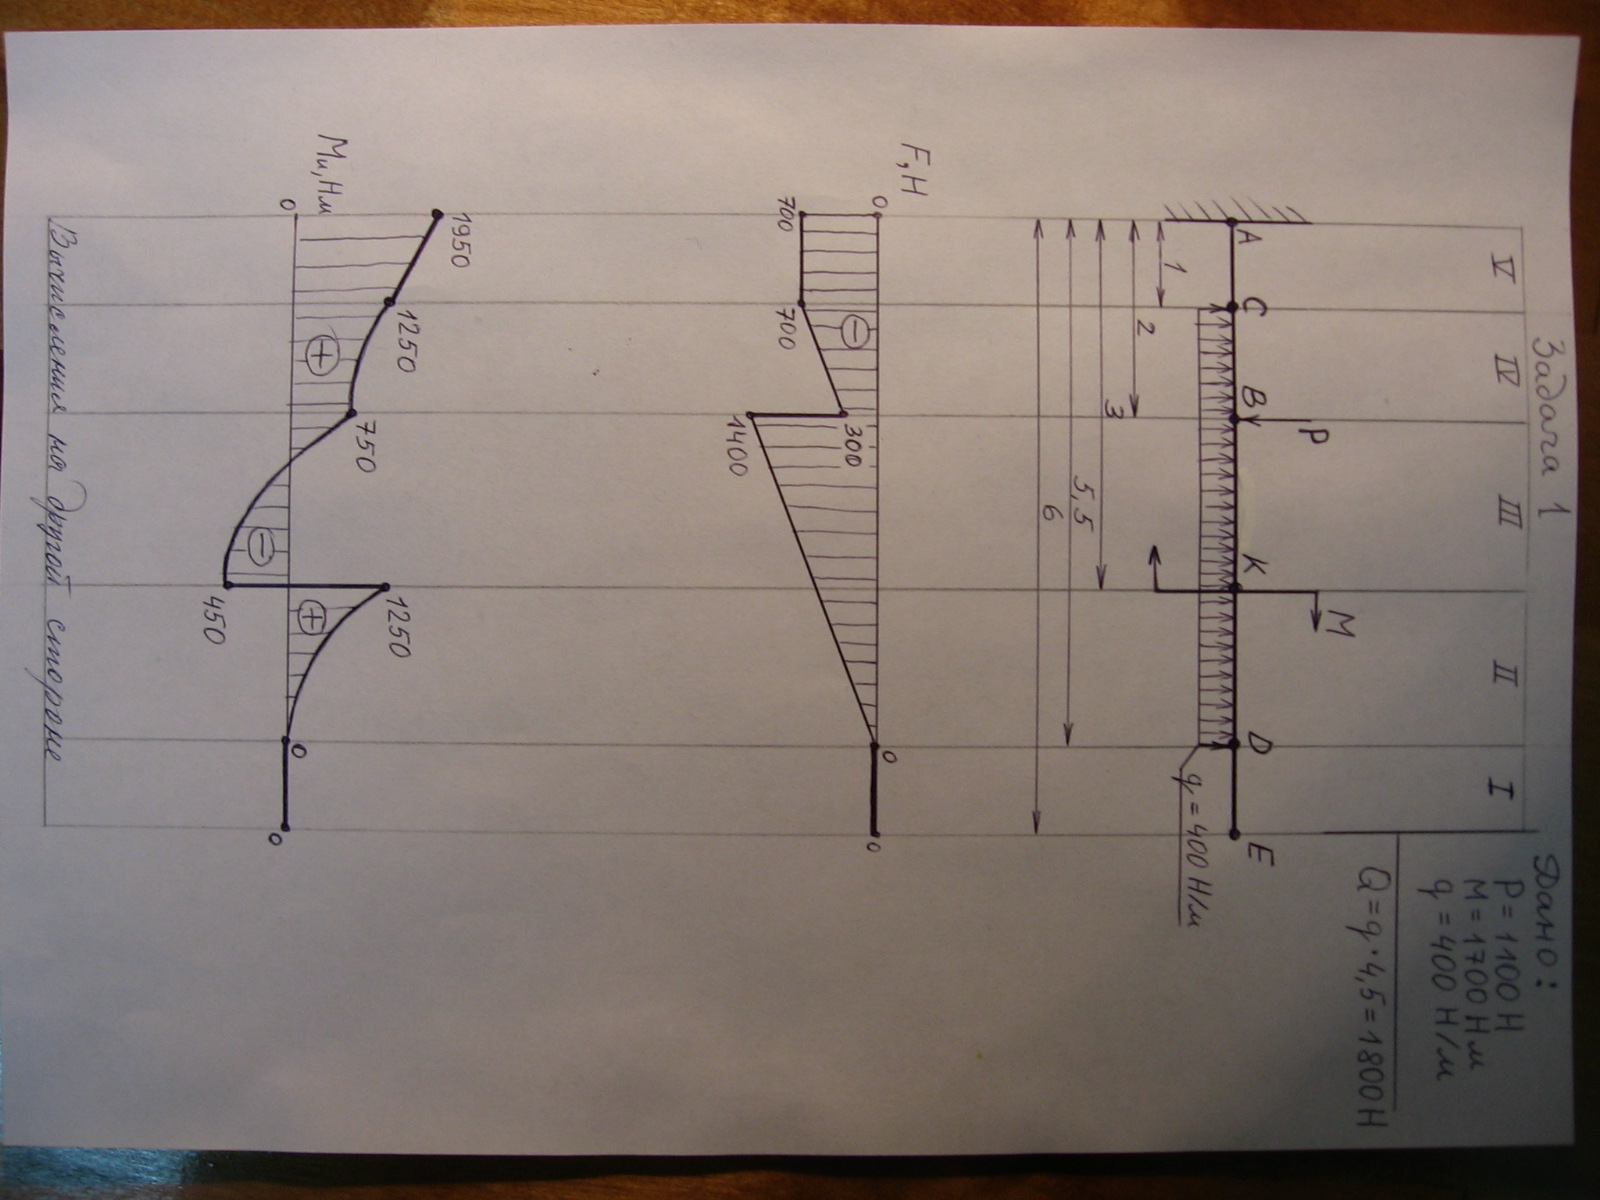 Задача 1
Дано:
P = 1100 Н
M = 1700 Нм
q = 400 Н/м
Q = q · 4,5 = 1800 Н
V IV III II I
P M
A C B K D E
q = 400 Н/м
1
2
3
5,5
6
F, Н
0 0 0
700 700 300 1400
−
Mи, Нм
1950 1250 750 450 1250
0 0 0
+ − +
Вычисления на другой стороне